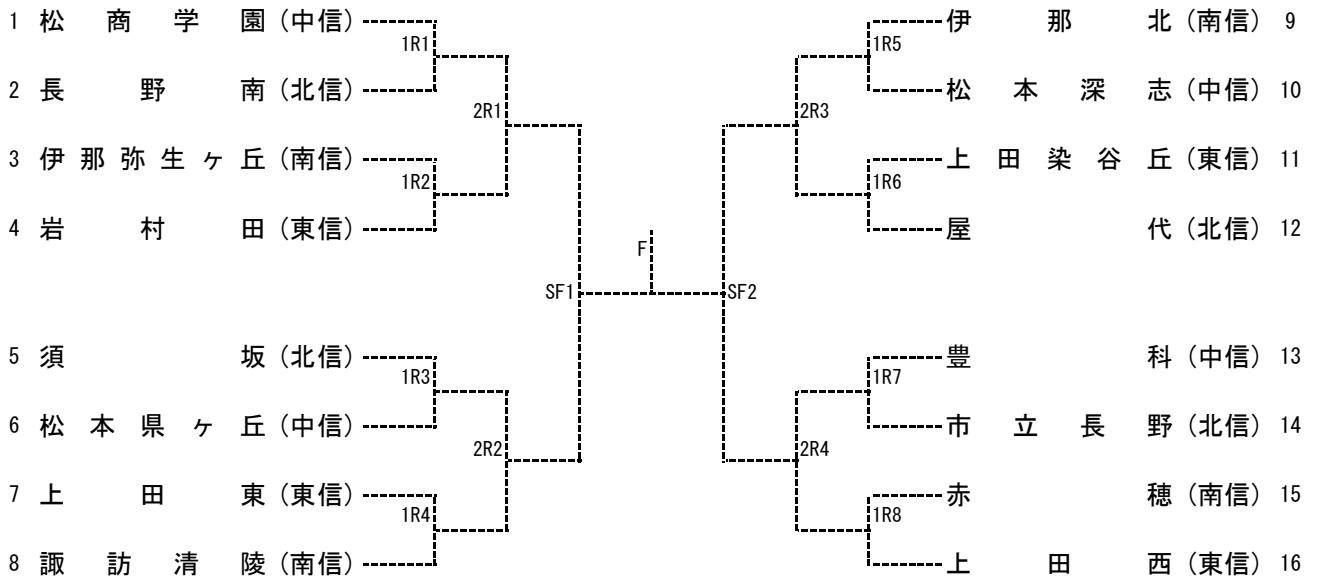 1 松商学園(中信) 伊那北(南信) 9
1R1 1R5
2 長野南(北信) 松本深志(中信) 10
2R1 2R3
3 伊那弥生ヶ丘(南信) 上田染谷丘(東信) 11
1R2 1R6
4 岩村田(東信) 屋代(北信) 12
F
SF1 SF2
5 須坂(北信) 豊科(中信) 13
1R3 1R7
6 松本県ヶ丘(中信) 市立長野(北信) 14
2R2 2R4
7 上田東(東信) 赤穂(南信) 15
1R4 1R8
8 諏訪清陵(南信) 上田西(東信) 16